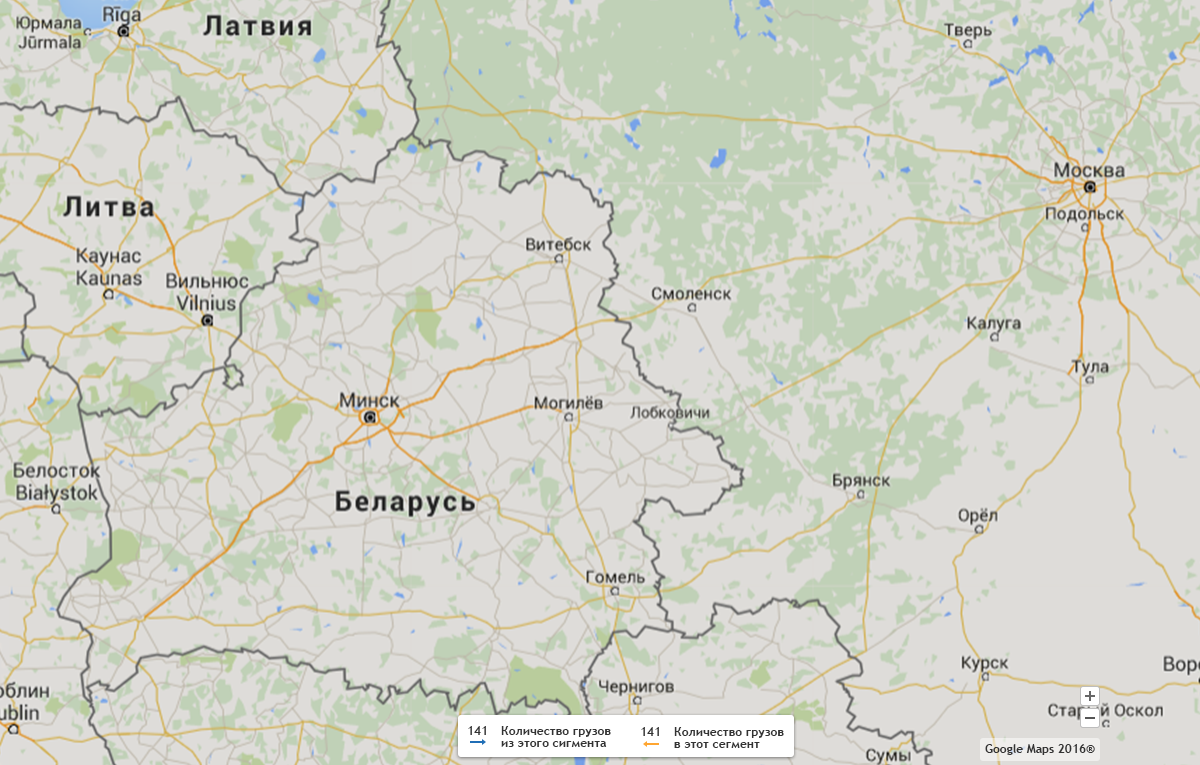 Rīga
Латвия
Юрмала
Jūrmala
Тверь
Москва
Подольск
Литва
Витебск
Каунас
Kaunas
Вильнюс
Vilnius
Смоленск
Калуга
Тула
Минск
Могилёв
Лобковичи
Белосток
Białystok
Брянск
Беларусь
Орёл
Гомель
Курск
Воро
облин
ublin
Чернигов
Старый Оскол
141 Количество грузов
из этого сигмента
141 Количество грузов
в этот сегмент
+
−
Сумы
Google Maps 2016®